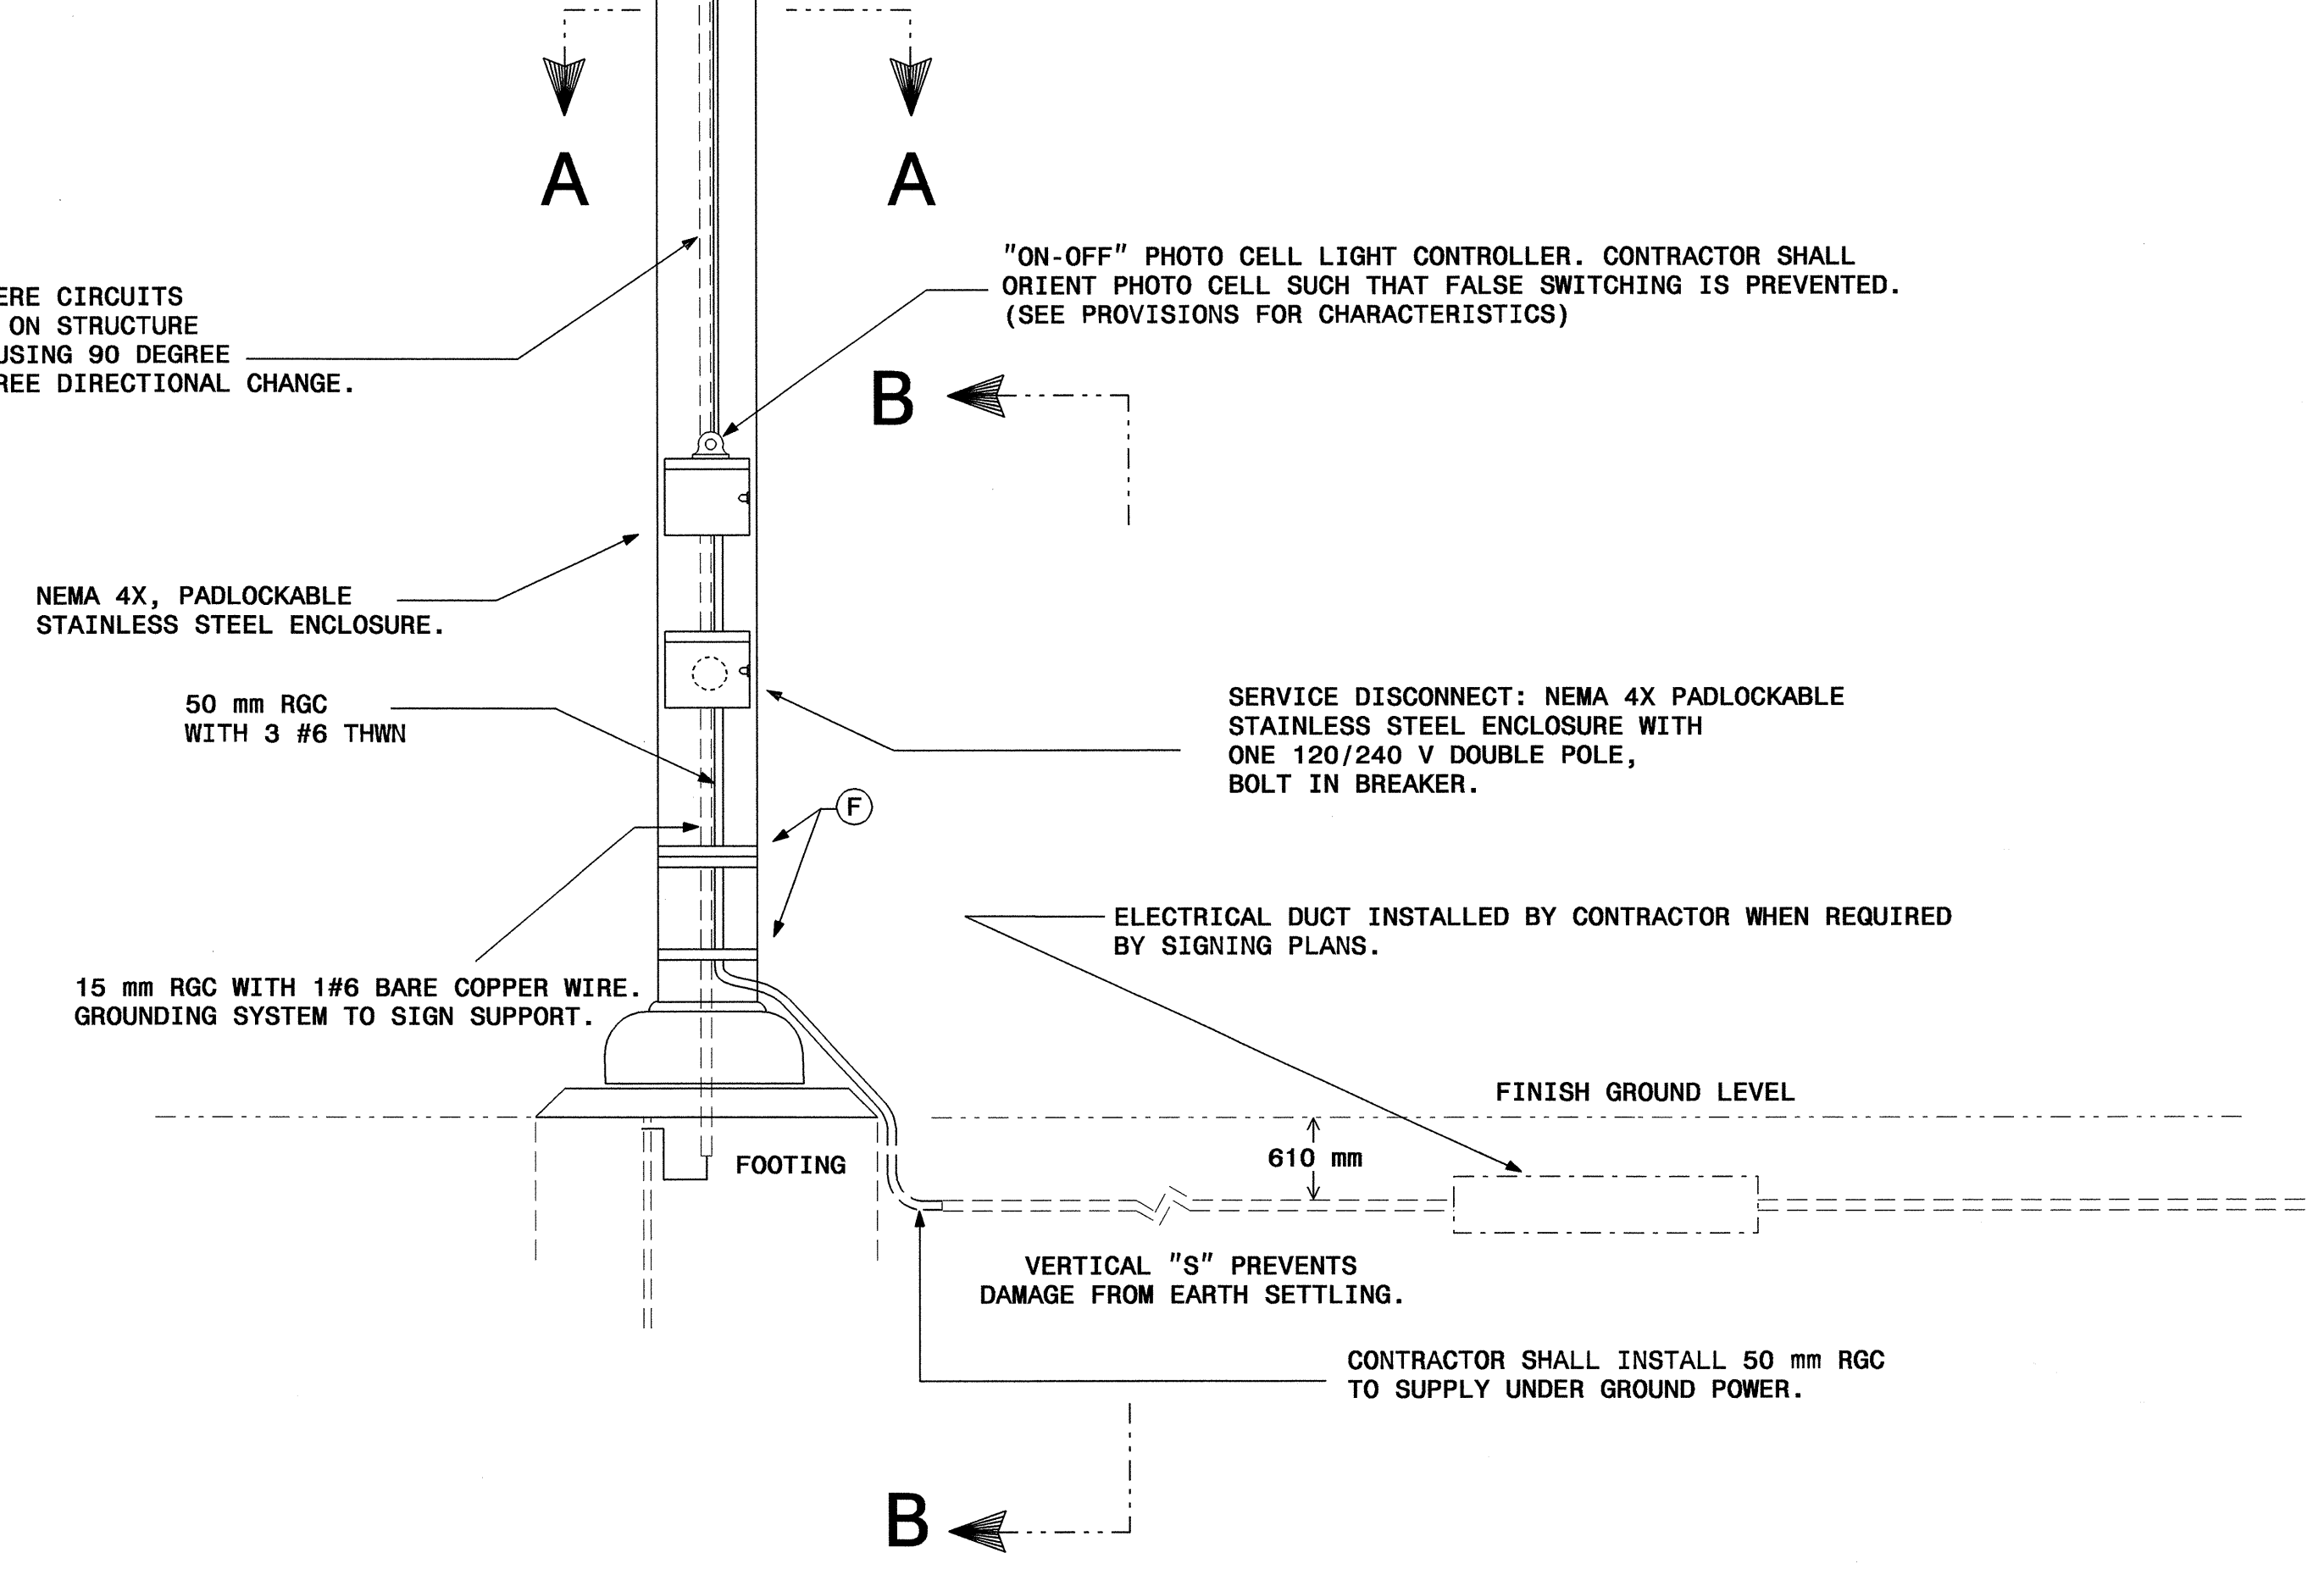 A
A
"ON-OFF" PHOTO CELL LIGHT CONTROLLER. CONTRACTOR SHALL
ORIENT PHOTO CELL SUCH THAT FALSE SWITCHING IS PREVENTED.
(SEE PROVISIONS FOR CHARACTERISTICS)
ERE CIRCUITS
ON STRUCTURE
USING 90 DEGREE
REE DIRECTIONAL CHANGE.
B
NEMA 4X, PADLOCKABLE
STAINLESS STEEL ENCLOSURE.
50 mm RGC
WITH 3 #6 THWN
SERVICE DISCONNECT: NEMA 4X PADLOCKABLE
STAINLESS STEEL ENCLOSURE WITH
ONE 120/240 V DOUBLE POLE,
BOLT IN BREAKER.
F
ELECTRICAL DUCT INSTALLED BY CONTRACTOR WHEN REQUIRED
BY SIGNING PLANS.
15 mm RGC WITH 1#6 BARE COPPER WIRE.
GROUNDING SYSTEM TO SIGN SUPPORT.
FINISH GROUND LEVEL
610 mm
FOOTING
VERTICAL "S" PREVENTS
DAMAGE FROM EARTH SETTLING.
CONTRACTOR SHALL INSTALL 50 mm RGC
TO SUPPLY UNDER GROUND POWER.
B